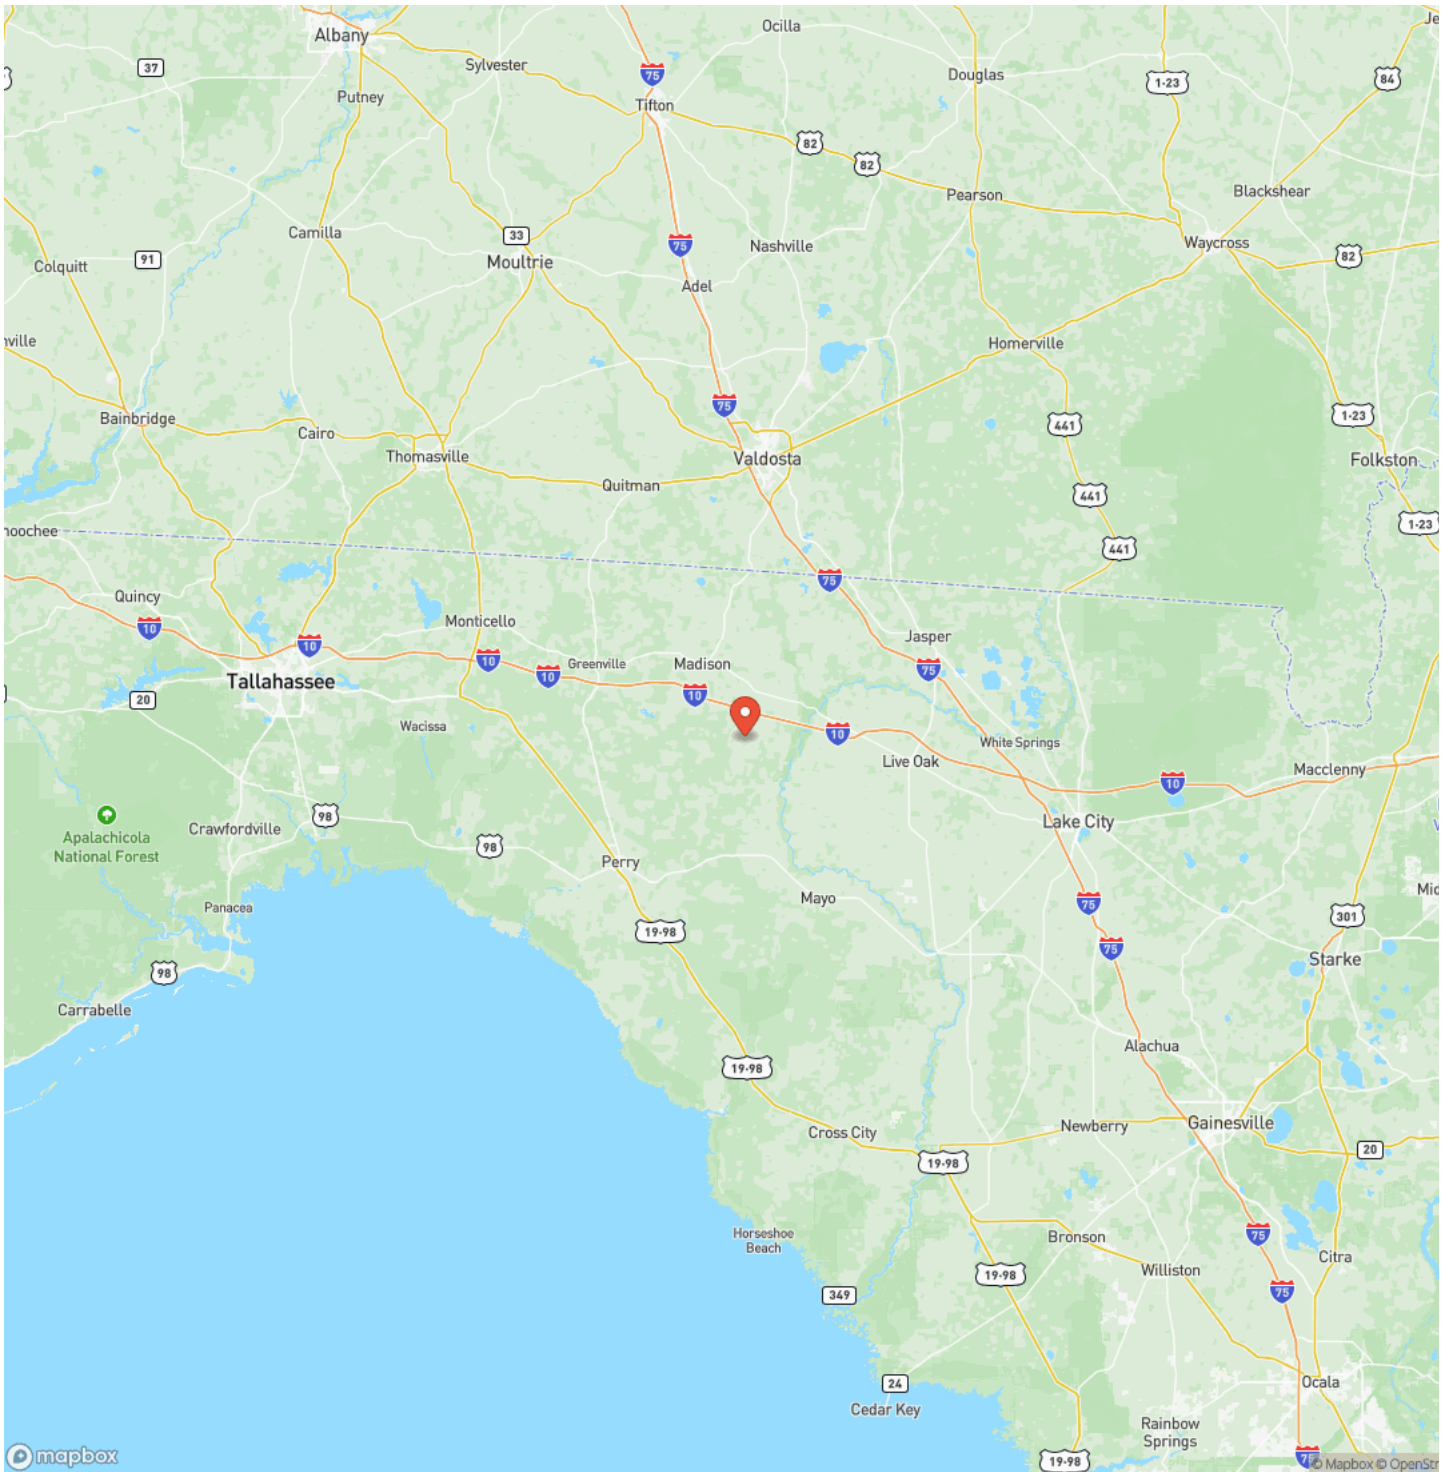 Albany
Ocilla
Je
37
Sylvester
75
Douglas
1-23
84
Putney
Tifton
82
82
Pearson
Blackshear
Camilla
33
75
Nashville
Waycross
Colquitt
91
Moultrie
82
Adel
nville
Homerville
Bainbridge
Cairo
75
441
1-23
Thomasville
Valdosta
Folkston
Quitman
441
noochee
1-23
441
75
Quincy
10
Monticello
Jasper
10
10
10
Greenville
Madison
75
Tallahassee
20
10
Wacissa
10
White Springs
Live Oak
Macclenny
10
98
Apalachicola
National Forest
Crawfordville
98
Lake City
Perry
Mayo
Mid
Panacea
75
301
19-98
75
Starke
98
Carrabelle
Alachua
19-98
Gainesville
Cross City
Newberry
20
19-98
Horseshoe
Beach
Bronson
75
Citra
Williston
19-98
349
75
24
Cedar Key
Ocala
Rainbow
Springs
19-98
75
mapbox
© Mapbox © OpenStr